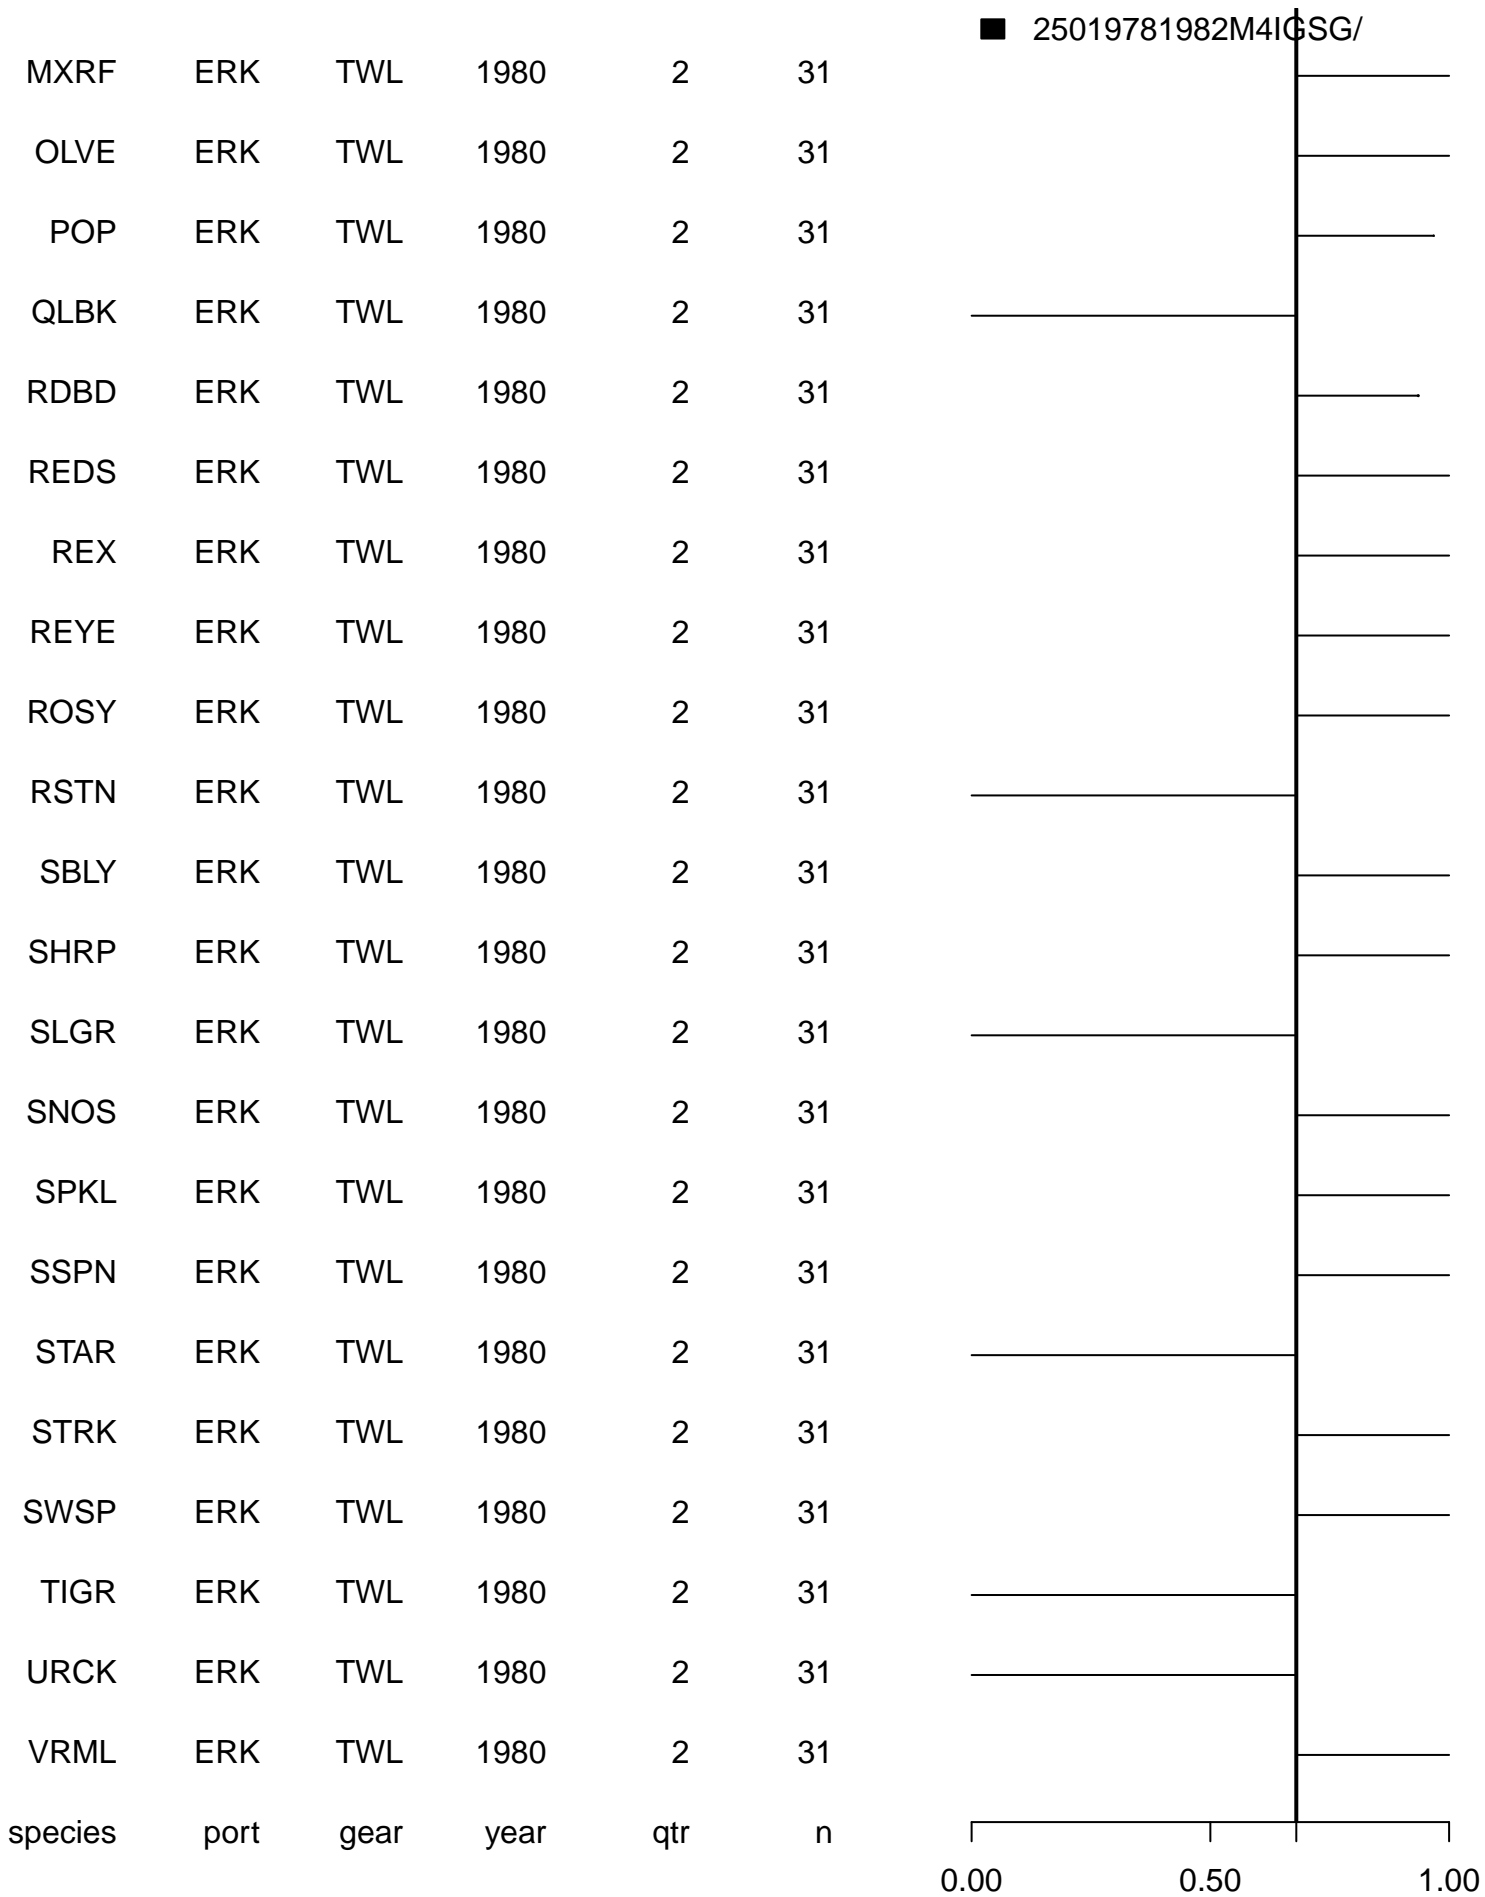 25019781982M4IGSG/
MXRF ERK TWL 1980 2 31
OLVE ERK TWL 1980 2 31
POP ERK TWL 1980 2 31
QLBK ERK TWL 1980 2 31
RDBD ERK TWL 1980 2 31
REDS ERK TWL 1980 2 31
REX ERK TWL 1980 2 31
REYE ERK TWL 1980 2 31
ROSY ERK TWL 1980 2 31
RSTN ERK TWL 1980 2 31
SBLY ERK TWL 1980 2 31
SHRP ERK TWL 1980 2 31
SLGR ERK TWL 1980 2 31
SNOS ERK TWL 1980 2 31
SPKL ERK TWL 1980 2 31
SSPN ERK TWL 1980 2 31
STAR ERK TWL 1980 2 31
STRK ERK TWL 1980 2 31
SWSP ERK TWL 1980 2 31
TIGR ERK TWL 1980 2 31
URCK ERK TWL 1980 2 31
VRML ERK TWL 1980 2 31
species port gear year qtr n
0.00 0.50 1.00